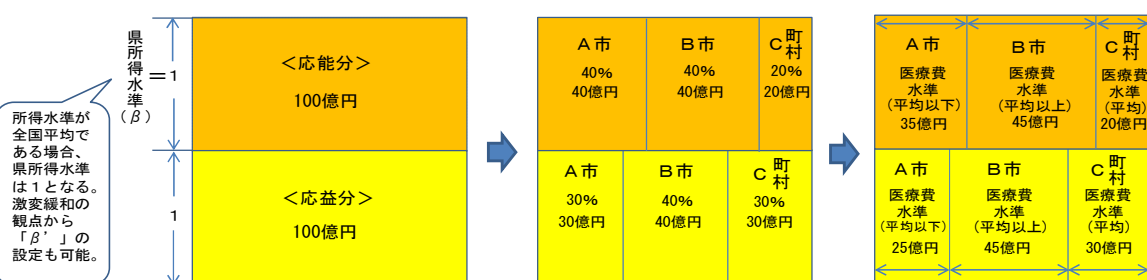 県所得水準(β)
＝1
1
所得水準が
全国平均で
ある場合、
県所得水準
は1となる。
激変緩和の
観点から
「β’」の
設定も可能。
＜応能分＞
100億円
＜応益分＞
100億円
A市
40%
40億円
B市
40%
40億円
C町村
20%
20億円
A市
30%
30億円
B市
40%
40億円
C町村
30%
30億円
A市
医療費
水準
(平均以下)
35億円
B市
医療費
水準
(平均以上)
45億円
C町村
医療費
水準
(平均)
20億円
A市
医療費
水準
(平均以下)
25億円
B市
医療費
水準
(平均以上)
45億円
C町村
医療費
水準
(平均)
30億円